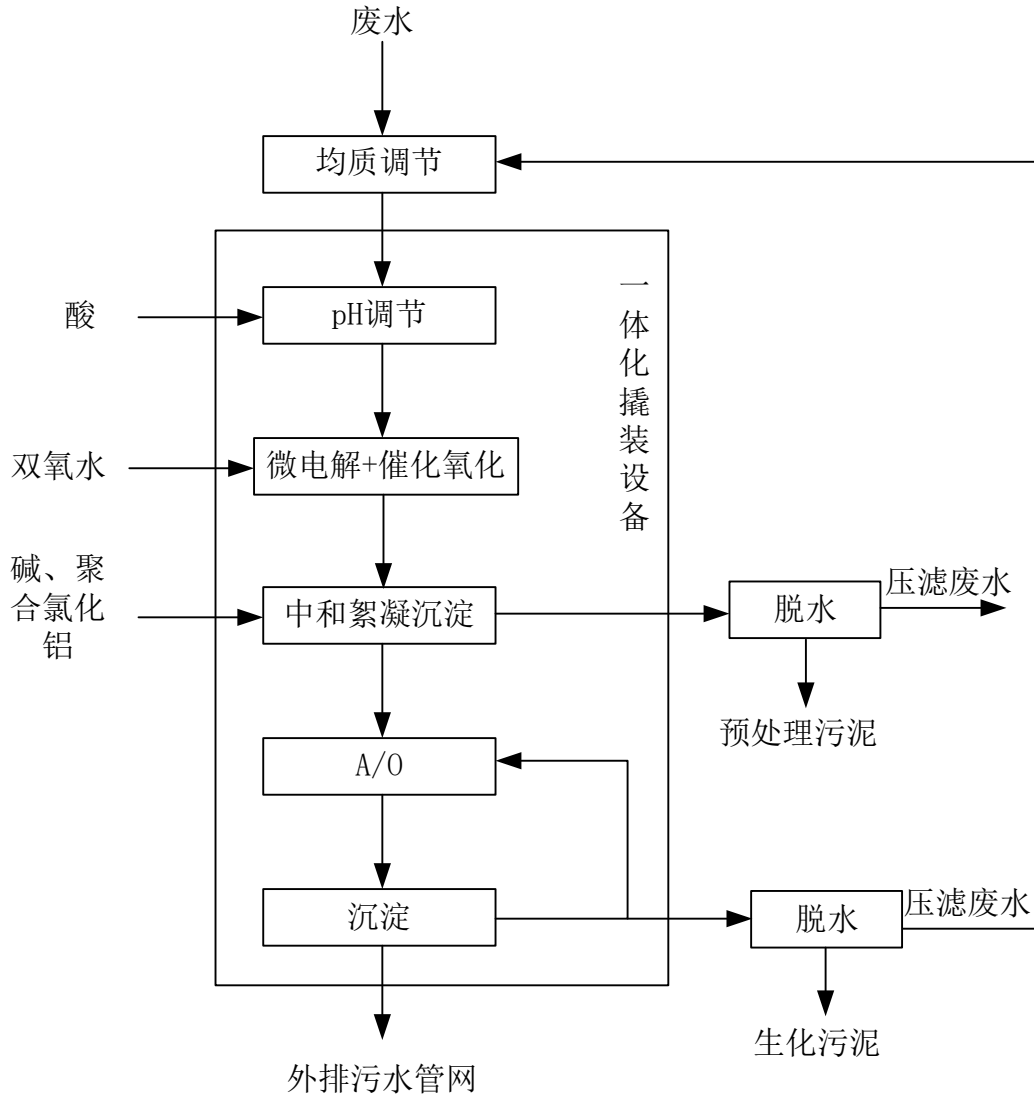 废水
均质调节
酸
pH调节
一体化撬装设备
双氧水
微电解+催化氧化
碱、聚
合氯化
铝
中和絮凝沉淀
脱水
压滤废水
预处理污泥
A/O
沉淀
脱水
压滤废水
生化污泥
外排污水管网